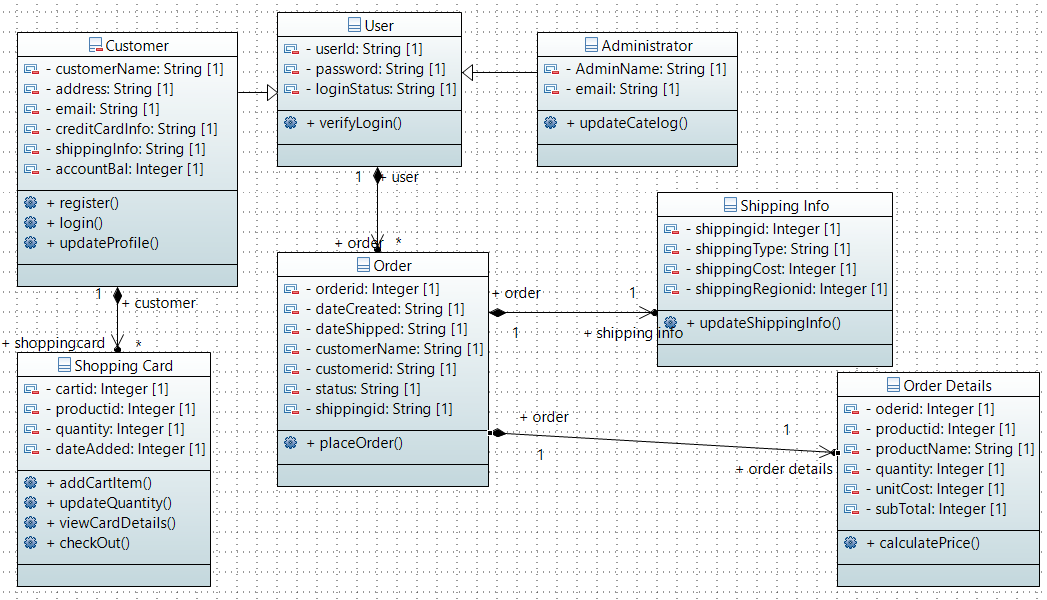 Customer
- customerName: String [1]
- address: String [1]
- email: String [1]
- creditCardInfo: String [1]
- shippingInfo: String [1]
- accountBal: Integer [1]
+ register()
+ login()
+ updateProfile()
User
- userId: String [1]
- password: String [1]
- loginStatus: String [1]
+ verifyLogin()
Administrator
- AdminName: String [1]
- email: String [1]
+ updateCatelog()
1
+ user
+ order
*
1
+ customer
+ shoppingcard
*
Shopping Card
- cartid: Integer [1]
- productid: Integer [1]
- quantity: Integer [1]
- dateAdded: Integer [1]
+ addCartItem()
+ updateQuantity()
+ viewCardDetails()
+ checkOut()
Order
- orderid: Integer [1]
- dateCreated: String [1]
- dateShipped: String [1]
- customerName: String [1]
- customerid: String [1]
- status: String [1]
- shippingid: String [1]
+ placeOrder()
+ order
1
1
+ shipping info
Shipping Info
- shippingid: Integer [1]
- shippingType: String [1]
- shippingCost: Integer [1]
- shippingRegionid: Integer [1]
+ updateShippingInfo()
+ order
1
1
+ order details
Order Details
- oderid: Integer [1]
- productid: Integer [1]
- productName: String [1]
- quantity: Integer [1]
- unitCost: Integer [1]
- subTotal: Integer [1]
+ calculatePrice()